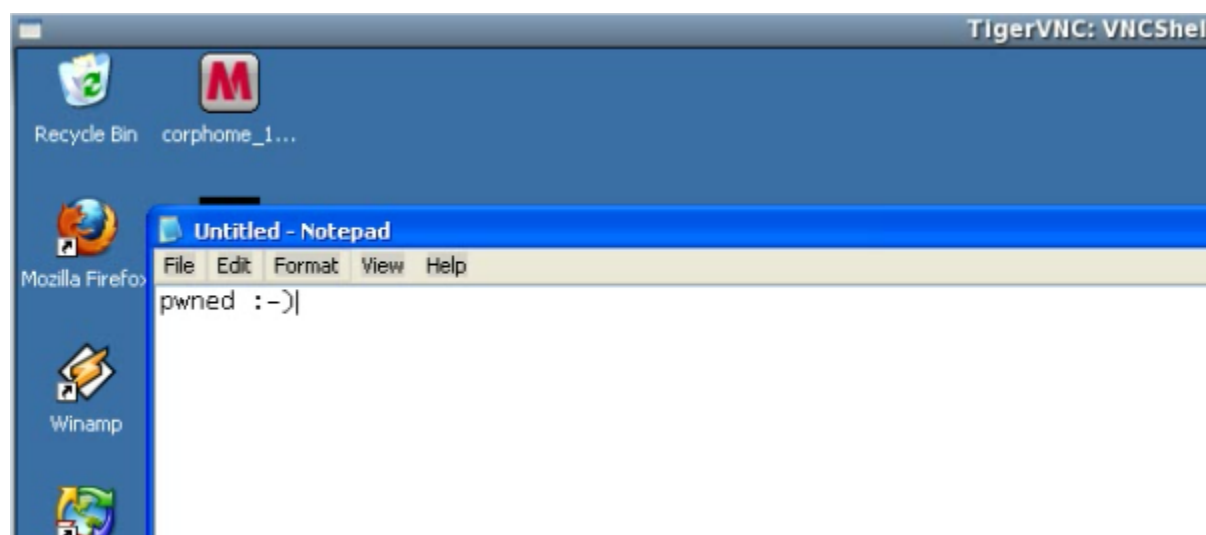 TigerVNC: VNCShel
Recycle Bin
corphome_1...
Mozilla Firefox
Untitled - Notepad
File Edit Format View Help
pwned :-)
Winamp